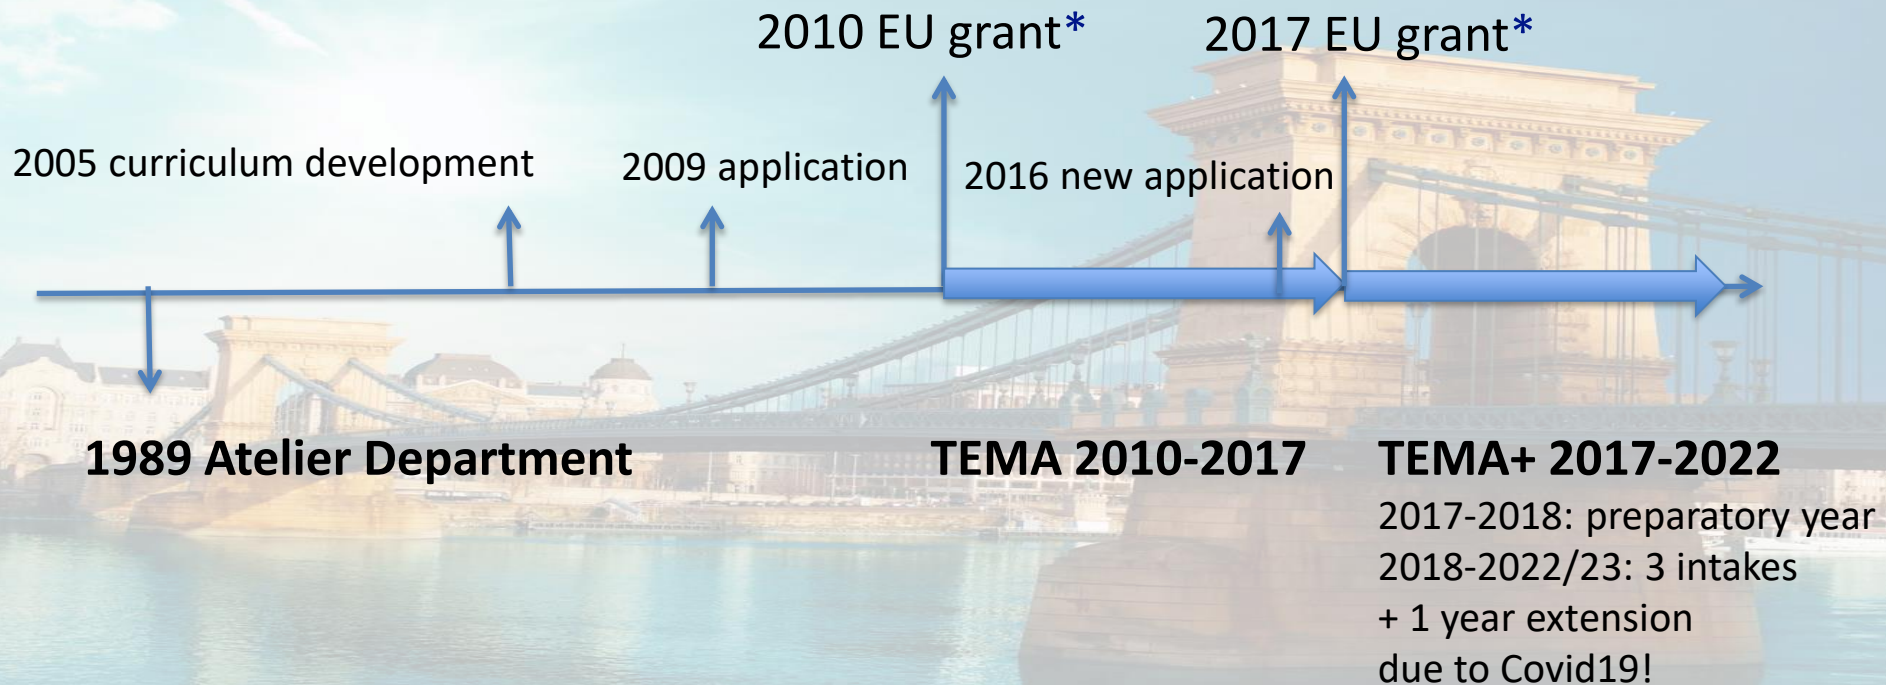 2010 EU grant*
2017 EU grant*
2005 curriculum development
2009 application
2016 new application
1989 Atelier Department
TEMA 2010-2017
TEMA+ 2017-2022
2017-2018: preparatory year
2018-2022/23: 3 intakes
+ 1 year extension
due to Covid19!